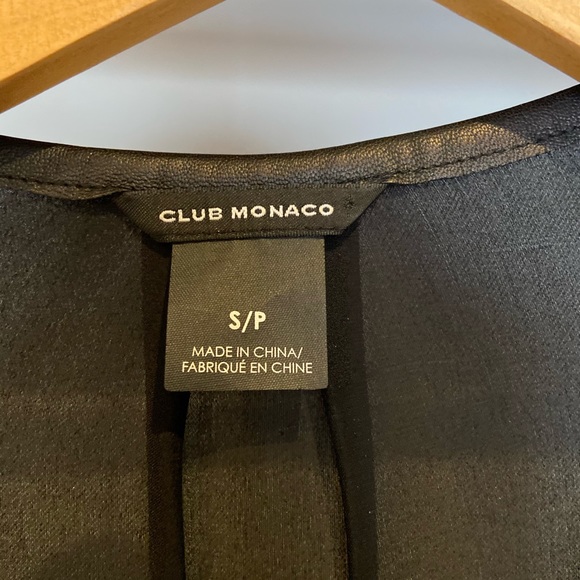 CLUB MONACO
S/P
MADE IN CHINA/
FABRIQUÉ EN CHINE